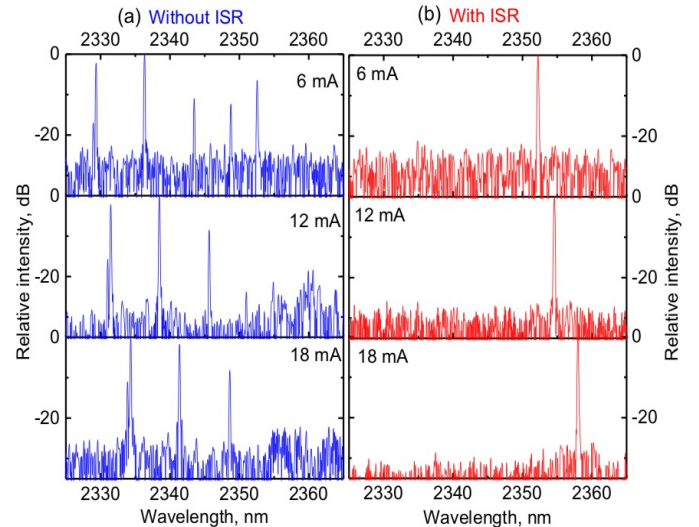 (a) Without ISR (b) With ISR
2330 2340 2350 2360 2330 2340 2350 2360
0 6 mA 6 mA 0
-20 -20
0 12 mA 12 mA 0
-20 -20
0 18 mA 18 mA 0
-20 -20
2330 2340 2350 2360 2330 2340 2350 2360
Wavelength, nm Wavelength, nm
Relative intensity, dB
Relative intensity, dB